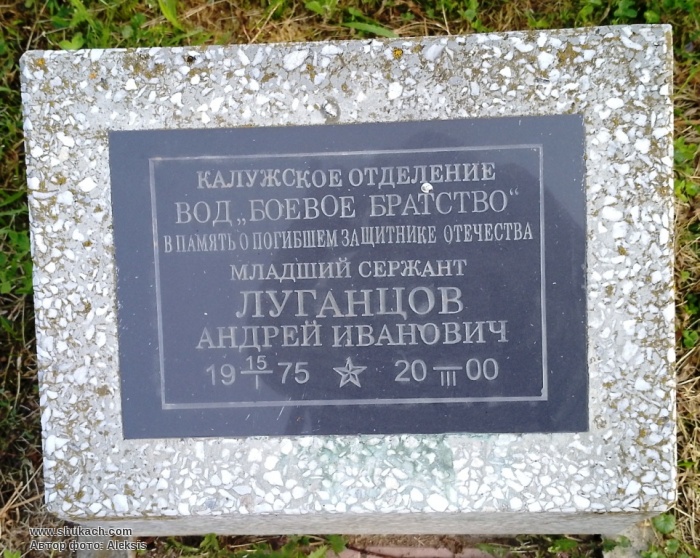 КАЛУЖСКОЕ ОТДЕЛЕНИЕ
ВОД „БОЕВОЕ БРАТСТВО“
В ПАМЯТЬ О ПОГИБШЕМ ЗАЩИТНИКЕ ОТЕЧЕСТВА
МЛАДШИЙ СЕРЖАНТ
ЛУГАНЦОВ
АНДРЕЙ ИВАНОВИЧ
19 15/I 75 20 —/III 00
www.shukach.com
Автор фото: Aleksis